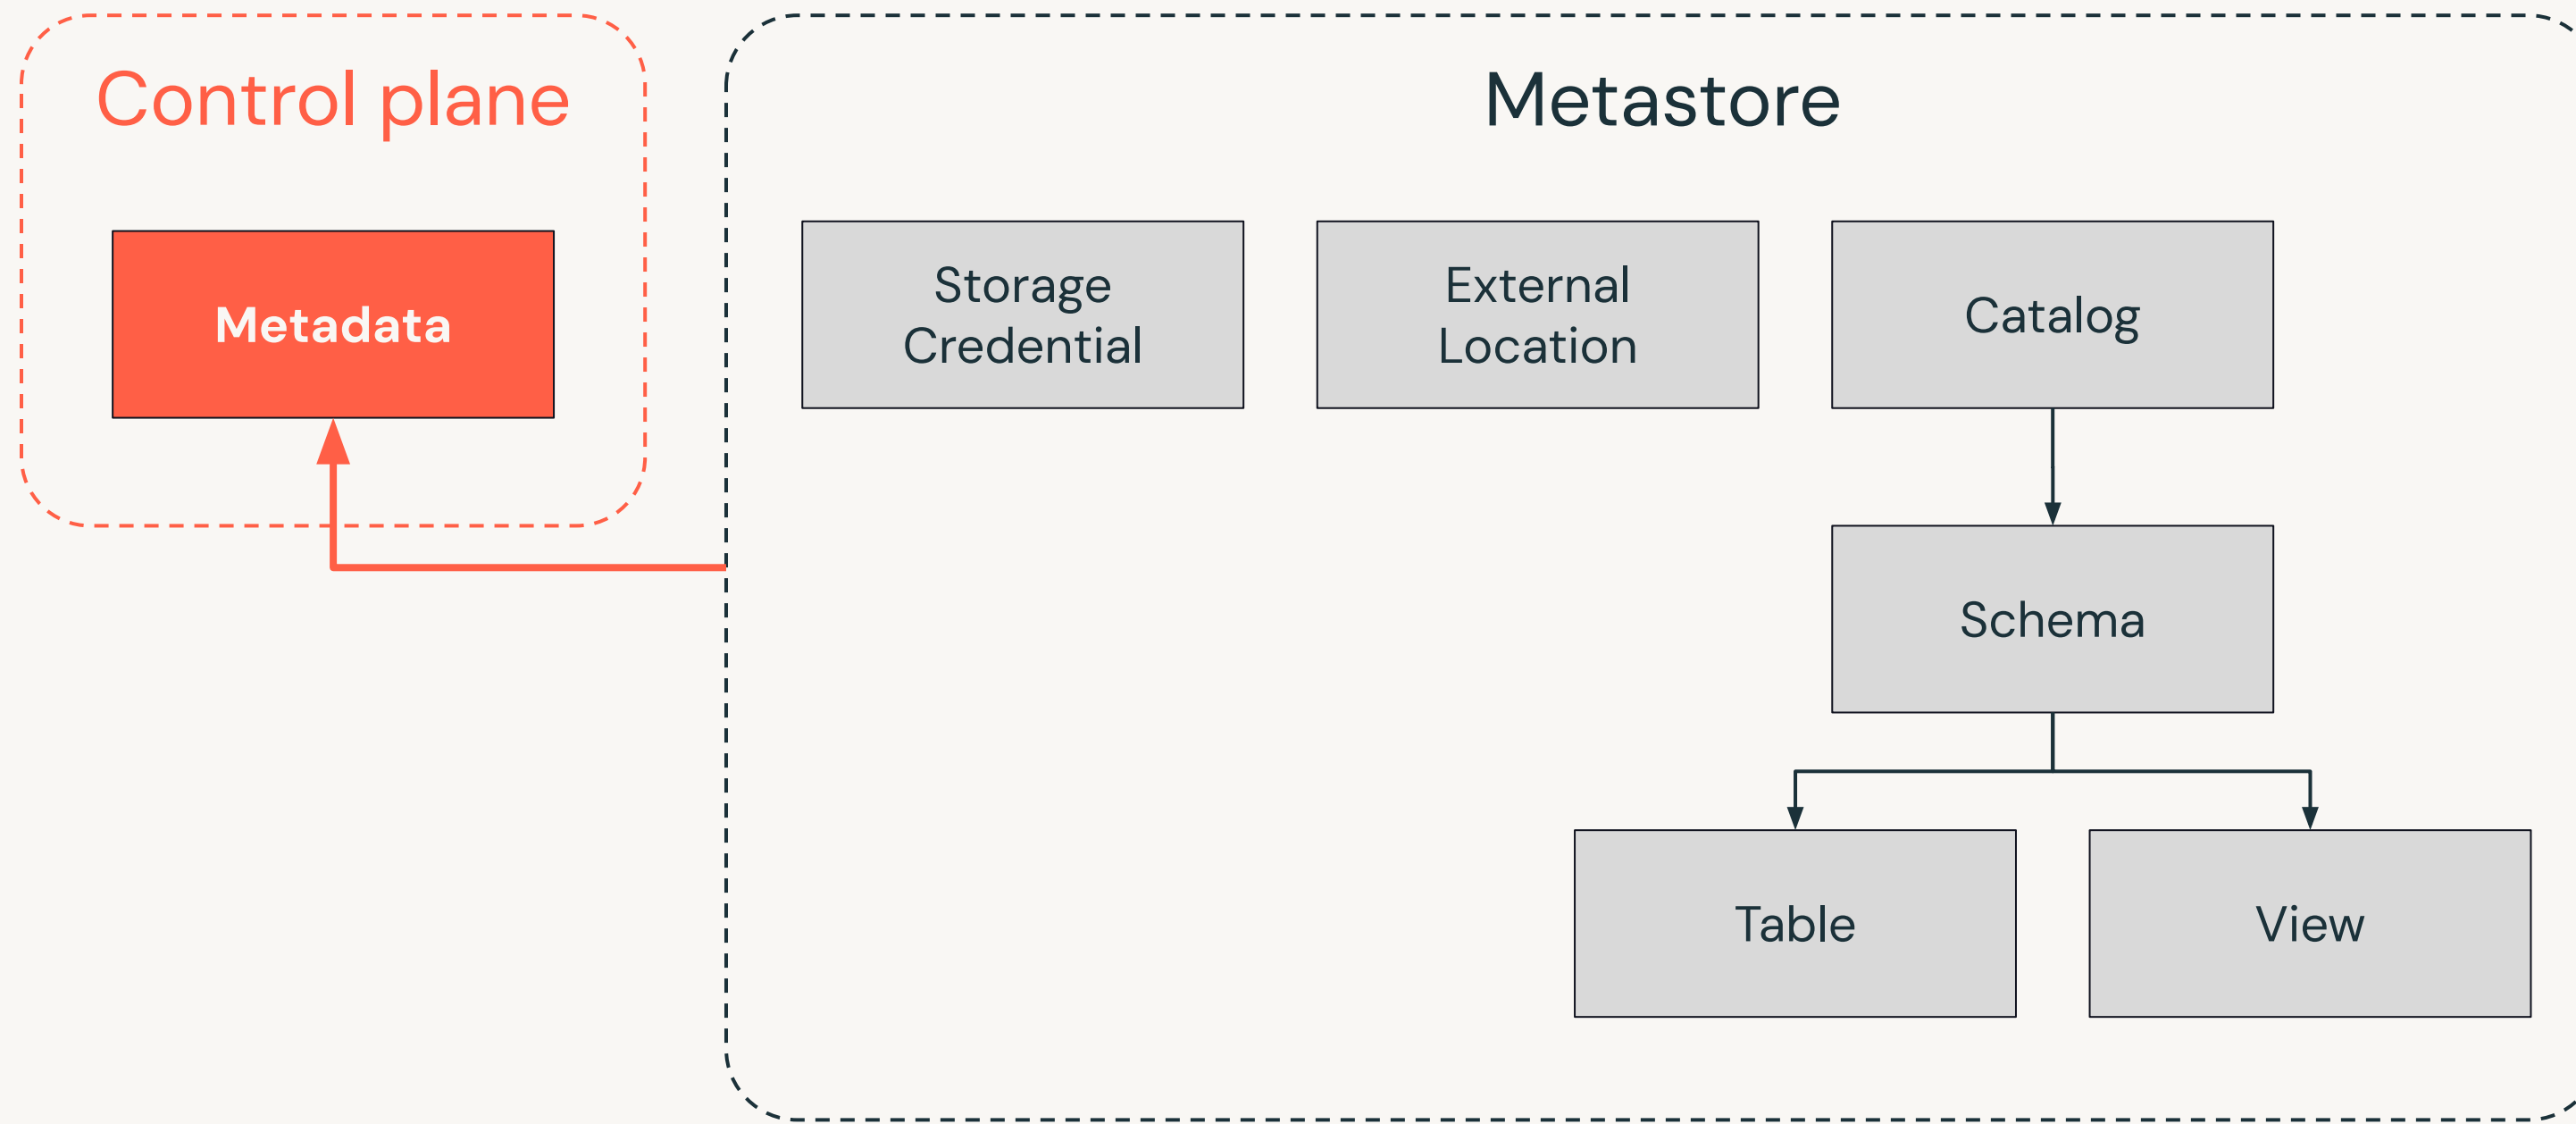 Control plane
Metadata
Metastore
Storage
Credential
External
Location
Catalog
Schema
Table
View